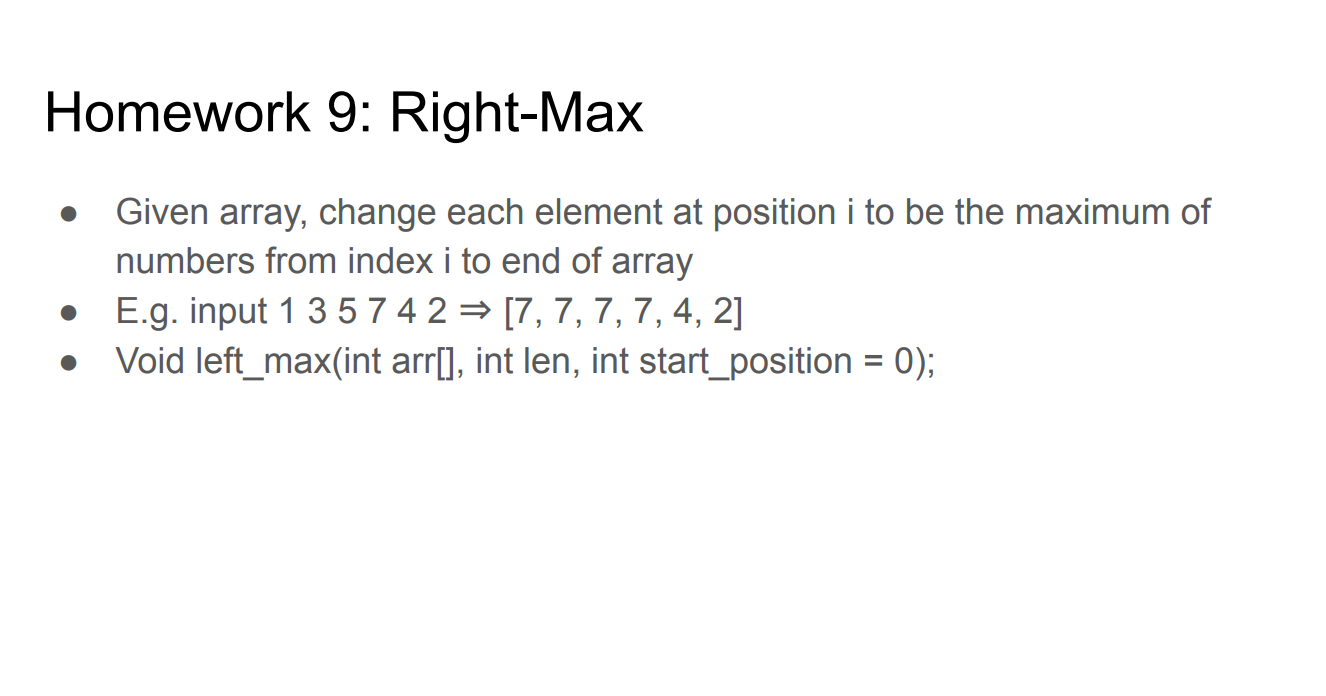 Homework 9: Right-Max
● Given array, change each element at position i to be the maximum of
numbers from index i to end of array
● E.g. input 1 3 5 7 4 2 ⇒ [7, 7, 7, 7, 4, 2]
● Void left_max(int arr[], int len, int start_position = 0);